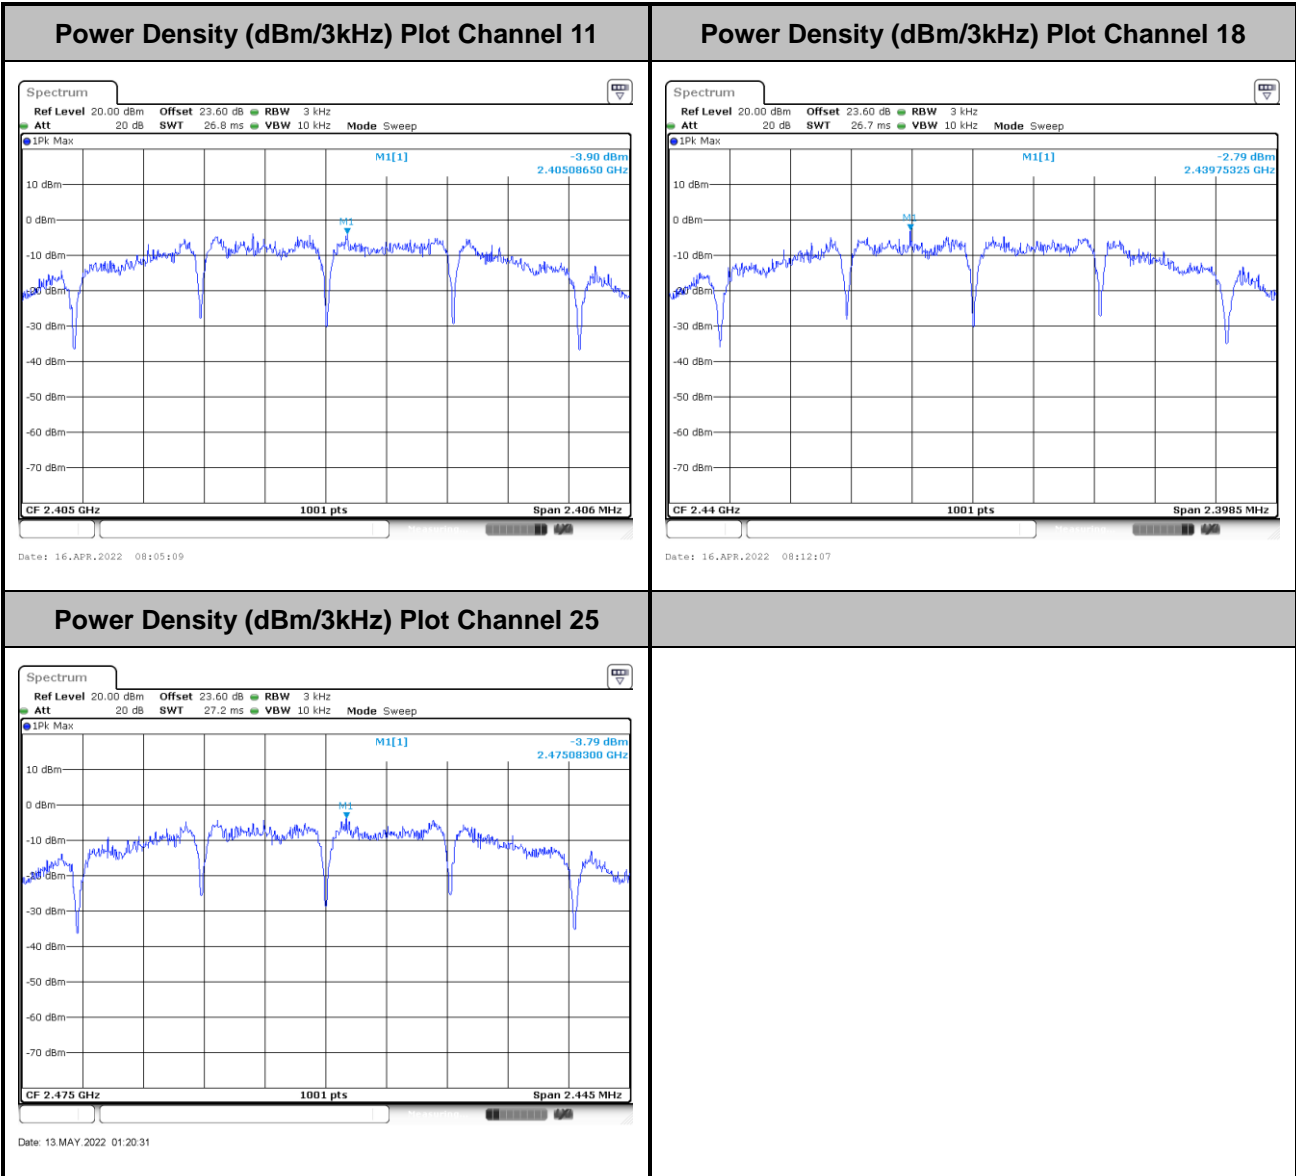 Power Density (dBm/3kHz) Plot Channel 11
Power Density (dBm/3kHz) Plot Channel 18
Spectrum
Ref Level 20.00 dBm Offset 23.60 dB RBW 3 kHz
Att 20 dB SWT 26.8 ms VBW 10 kHz Mode Sweep
1Pk Max
M1[1] -3.90 dBm
2.40508650 GHz
10 dBm
0 dBm
M1
-10 dBm
-20 dBm
-30 dBm
-40 dBm
-50 dBm
-60 dBm
-70 dBm
CF 2.405 GHz 1001 pts Span 2.406 MHz
Date: 16.APR.2022 08:05:09
Spectrum
Ref Level 20.00 dBm Offset 23.60 dB RBW 3 kHz
Att 20 dB SWT 26.7 ms VBW 10 kHz Mode Sweep
1Pk Max
M1[1] -2.79 dBm
2.43975325 GHz
10 dBm
0 dBm
M1
-10 dBm
-20 dBm
-30 dBm
-40 dBm
-50 dBm
-60 dBm
-70 dBm
CF 2.44 GHz 1001 pts Span 2.3985 MHz
Date: 16.APR.2022 08:12:07
Power Density (dBm/3kHz) Plot Channel 25
Spectrum
Ref Level 20.00 dBm Offset 23.60 dB RBW 3 kHz
Att 20 dB SWT 27.2 ms VBW 10 kHz Mode Sweep
1Pk Max
M1[1] -3.79 dBm
2.47508300 GHz
10 dBm
0 dBm
M1
-10 dBm
-20 dBm
-30 dBm
-40 dBm
-50 dBm
-60 dBm
-70 dBm
CF 2.475 GHz 1001 pts Span 2.445 MHz
Date: 13.MAY.2022 01:20:31